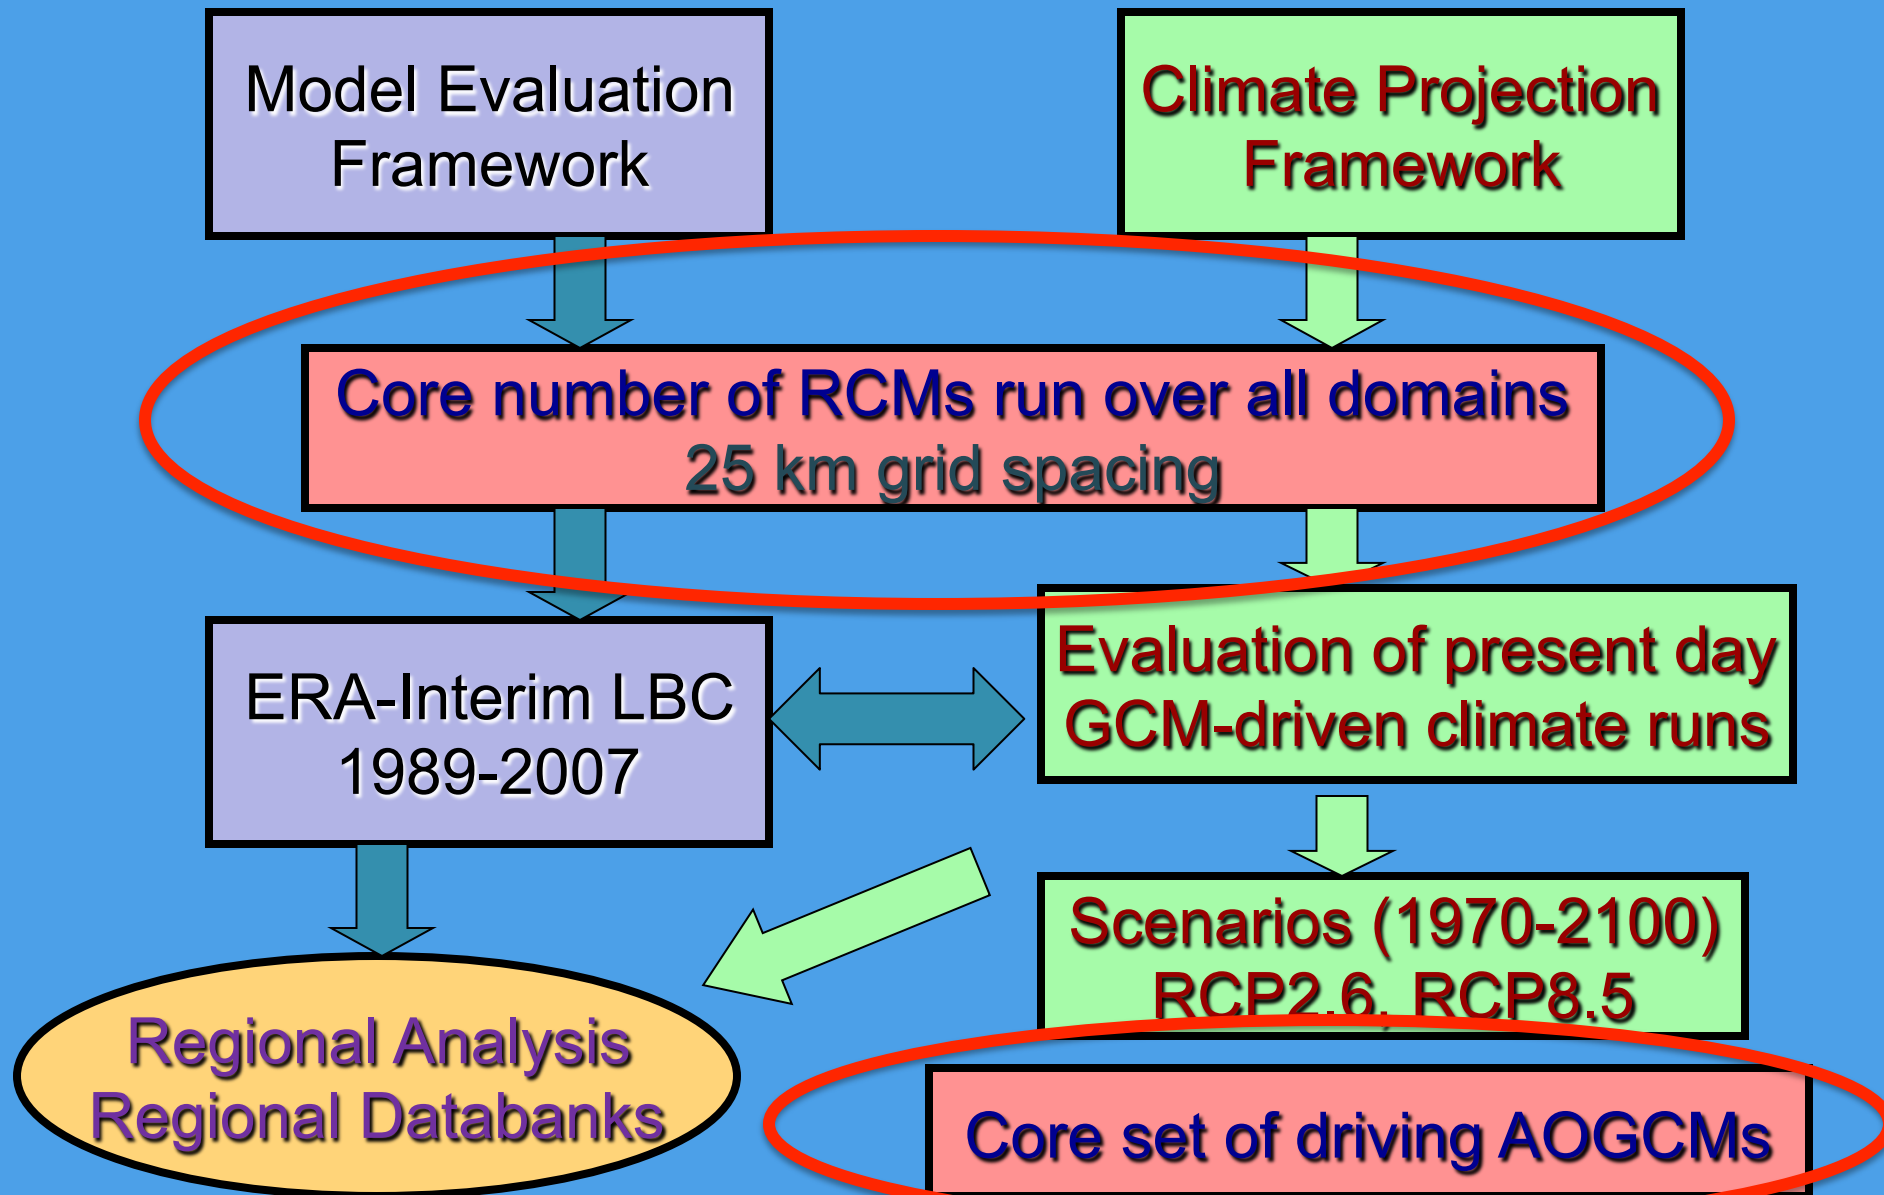 Model Evaluation
Framework
Climate Projection
Framework
Core number of RCMs run over all domains
25 km grid spacing
ERA-Interim LBC
1989-2007
Evaluation of present day
GCM-driven climate runs
Scenarios (1970-2100)
RCP2.6, RCP8.5
Regional Analysis
Regional Databanks
Core set of driving AOGCMs